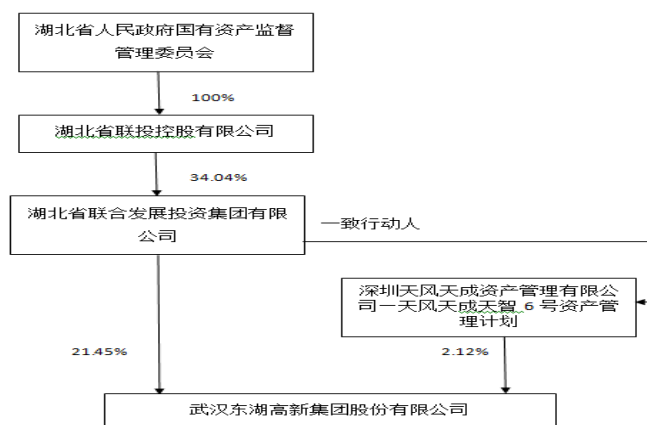 湖北省人民政府国有资产监督
管理委员会
100%
湖北省联投控股有限公司
34.04%
湖北省联合发展投资集团有限
公司
一致行动人
深圳天风天成资产管理有限公
司－天风天成天智 6 号资产管
理计划
21.45%
2.12%
武汉东湖高新集团股份有限公司